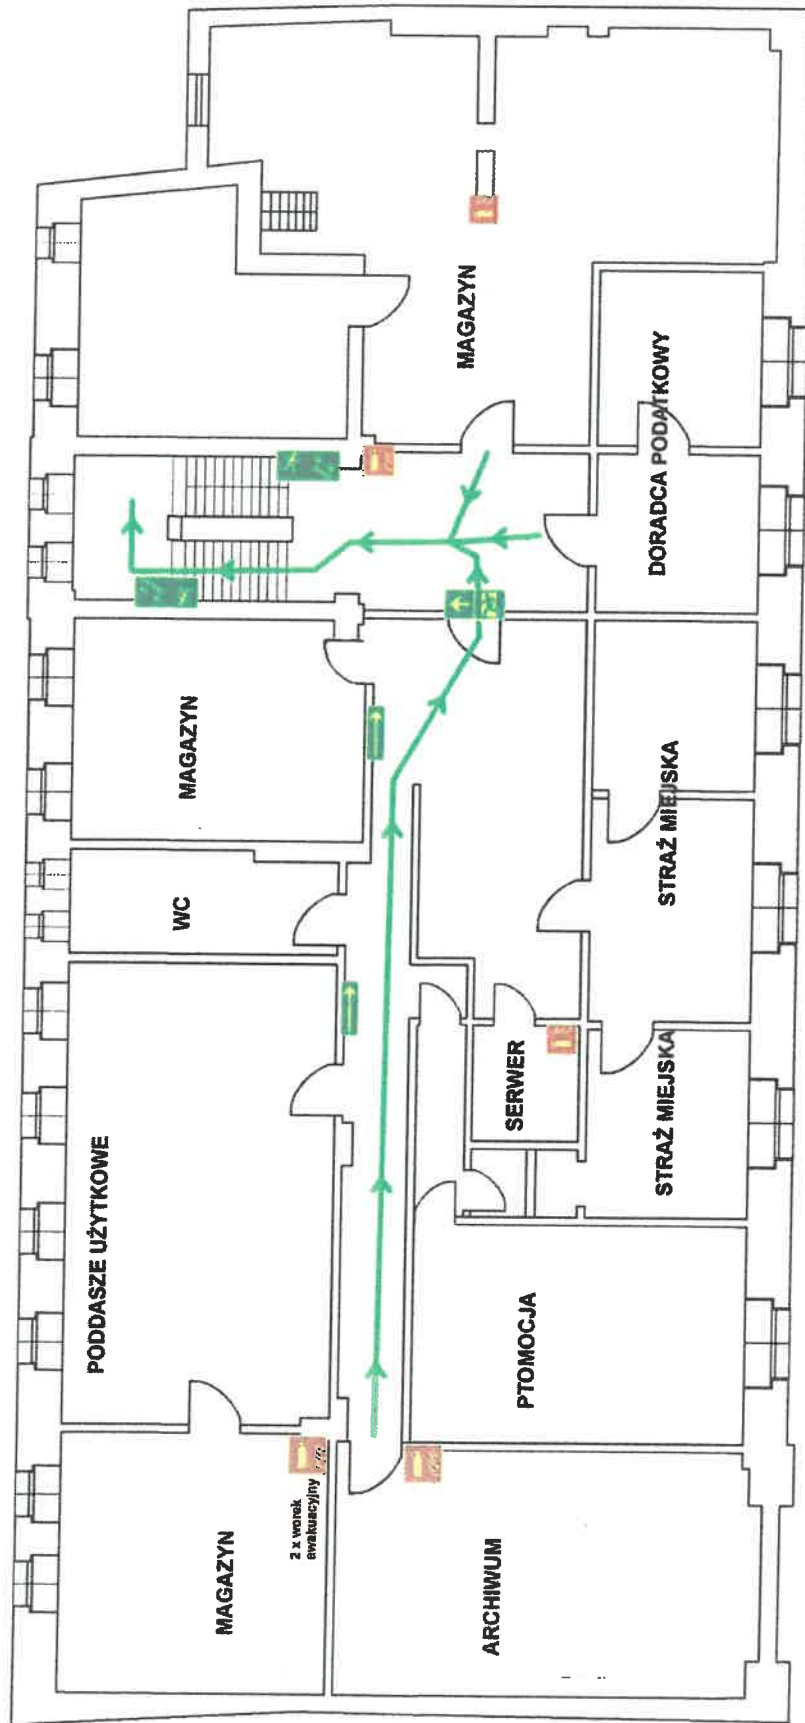 MAGAZYN
2 x worek
ewakuacyjny
PODDASZE UŻYTKOWE
WC
MAGAZYN
ARCHIWUM
PTOMOCJA
SERWER
STRAŻ MIEJSKA
STRAŻ MIEJSKA
MAGAZYN
DORADCA PODATKOWY